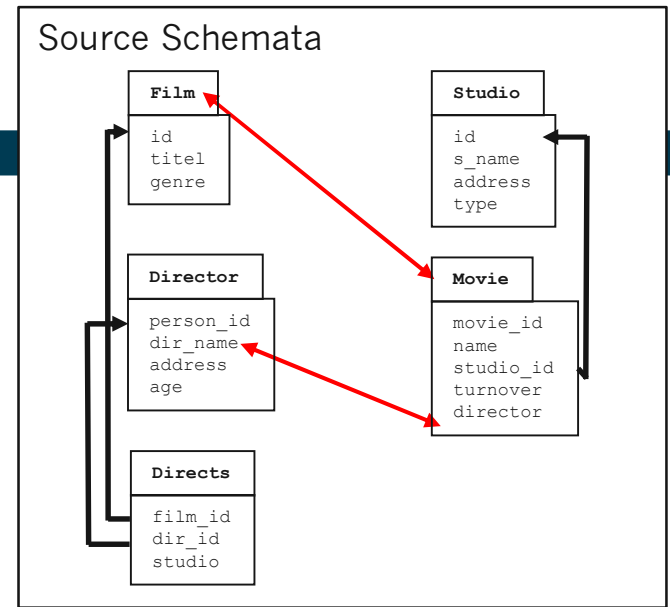 Source Schemata
Film
id
titel
genre
Director
person_id
dir_name
address
age
Directs
film_id
dir_id
studio
Studio
id
s_name
address
type
Movie
movie_id
name
studio_id
turnover
director